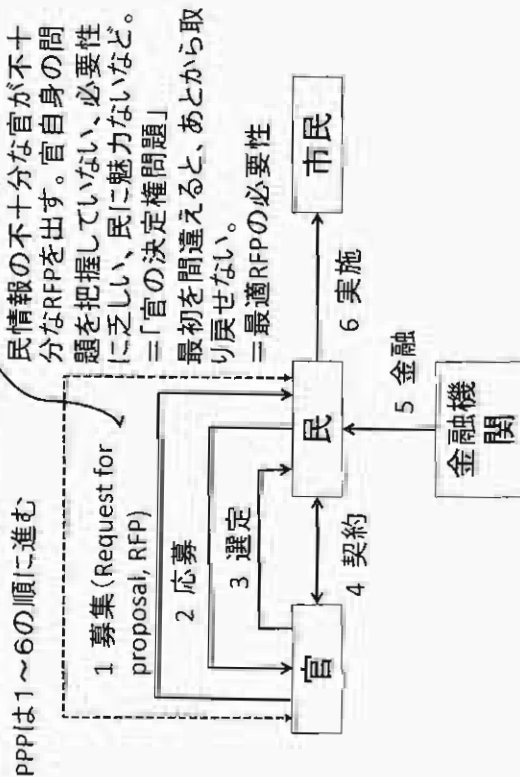 PPPは1～6の順に進む
民情報の不十分な官が不十
分なRFPを出す。官自身の問
題を把握していない、必要性
に乏しい、民に魅力ないなど。
=「官の決定権問題」
最初を間違えると、あとから取
り戻せない。
=最適RFPの必要性
1 募集(Request for
proposal, RFP)
2 応募
3 選定
官
4 契約
民
6 実施
市民
5 金融
金融機
関